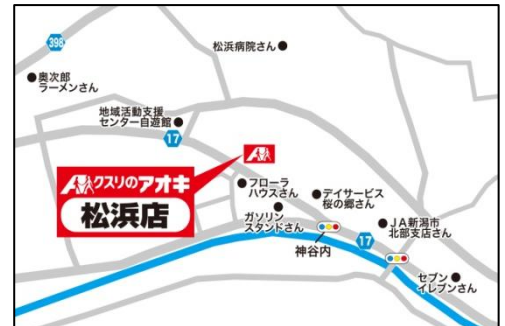 398
松浜病院さん
奥次郎
ラーメンさん
地域活動支援
センター自遊館
17
クスリのアオキ
松浜店
フローラ
ハウスさん
デイサービス
桜の郷さん
ガソリン
スタンドさん
神谷内
17
JA新潟市
北部支店さん
セブン
イレブンさん